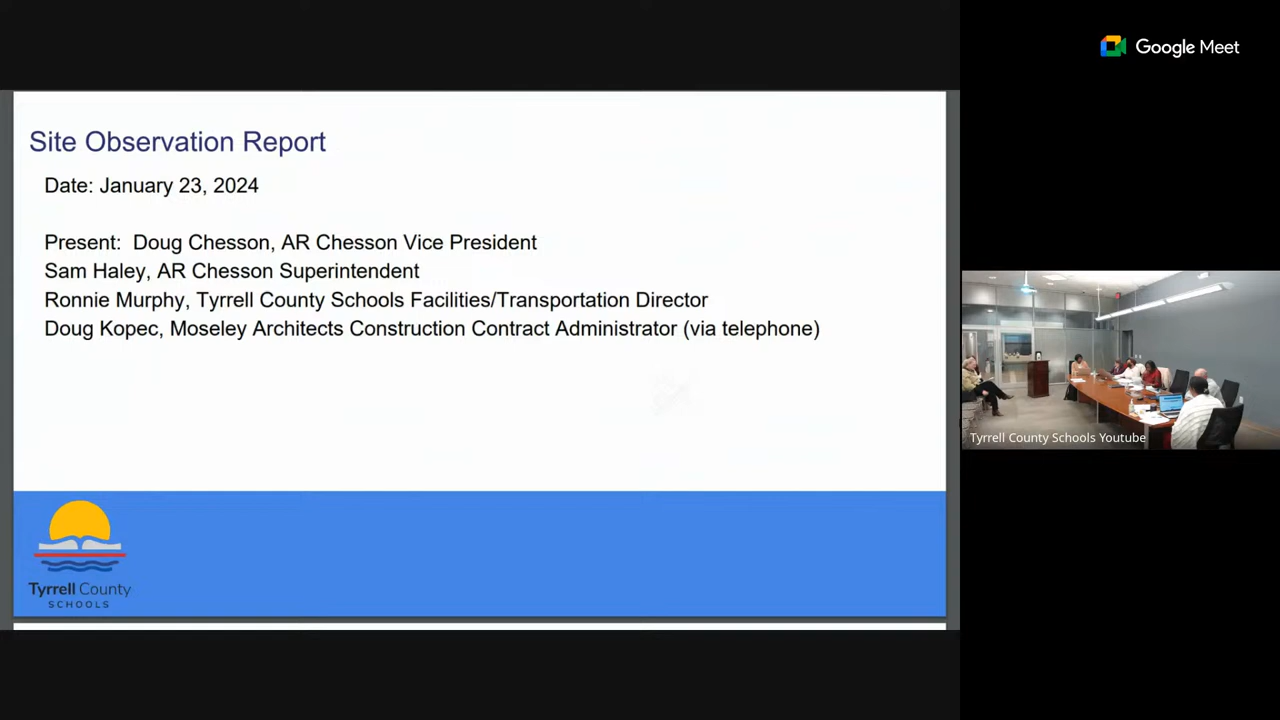 Google Meet
Site Observation Report
Date: January 23, 2024
Present: Doug Chesson, AR Chesson Vice President
Sam Haley, AR Chesson Superintendent
Ronnie Murphy, Tyrrell County Schools Facilities/Transportation Director
Doug Kopec, Moseley Architects Construction Contract Administrator (via telephone)
Tyrrell County Schools Youtube
Tyrrell County
SCHOOLS